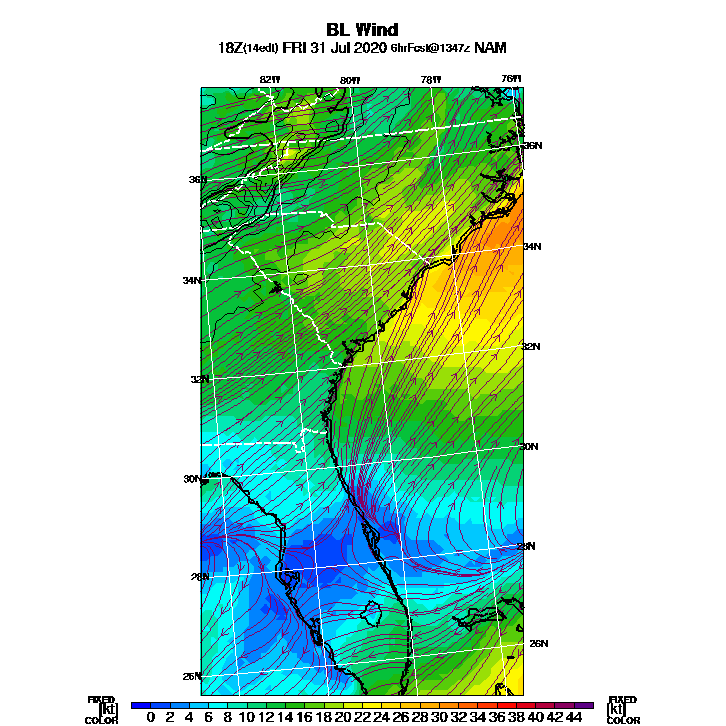 BL Wind
18Z(14edt) FRI 31 Jul 2020 6hrFcst@1347z NAM
82W 80W 78W 76W
36N 36N
34N 34N
32N 32N
30N 30N
28N 28N
26N 26N
FIXED FIXED
[kt] 0 2 4 6 8 10 12 14 16 18 20 22 24 26 28 30 32 34 36 38 40 42 44 [kt]
COLOR COLOR